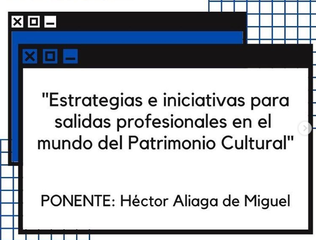 "Estrategias e iniciativas para
salidas profesionales en el
mundo del Patrimonio Cultural"
PONENTE: Héctor Aliaga de Miguel